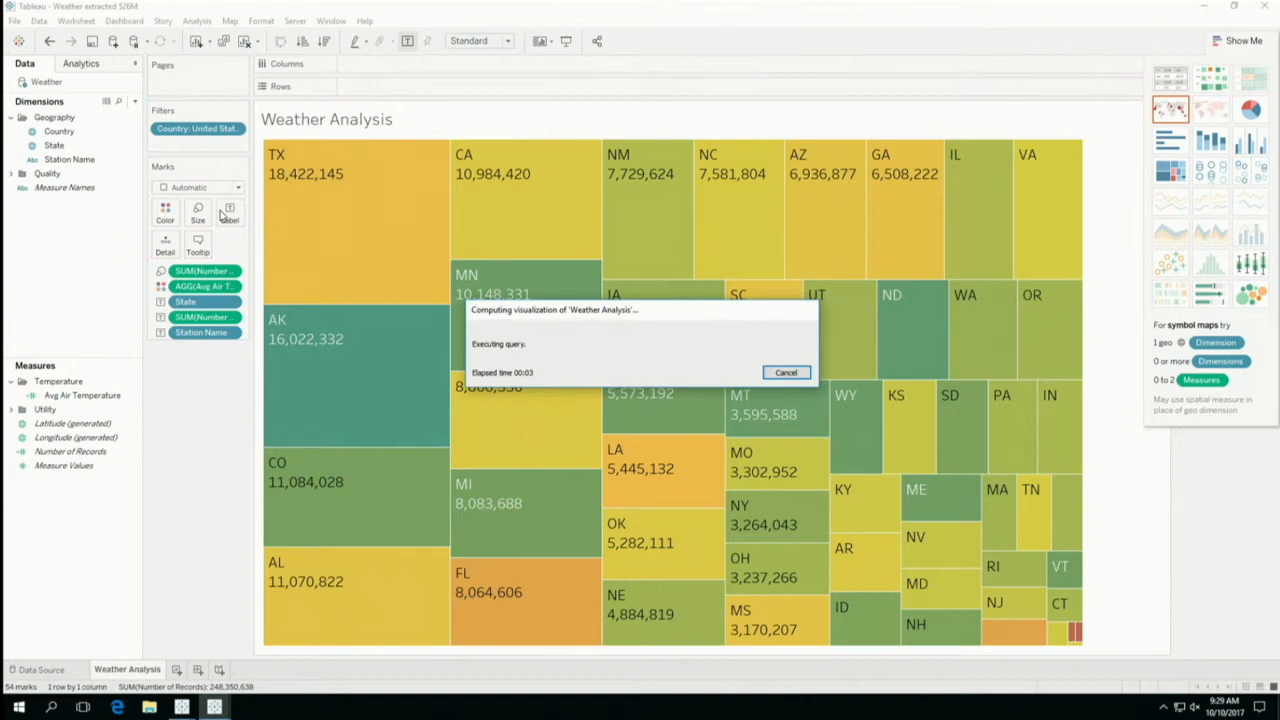 Tableau - Weather extracted 526M
File Data Worksheet Dashboard Story Analysis Map Format Server Window Help
Standard
Show Me
Data Analytics
Pages
Columns
Weather
Rows
Dimensions
Filters
Weather Analysis
Geography
Country: United Stat..
Country
State
Station Name
Marks
Quality
Automatic
Measure Names
Color Size Label
Detail Tooltip
SUM(Number ..
AGG(Avg Air T..
State
SUM(Number ..
Station Name
Measures
Temperature
Avg Air Temperature
Utility
Latitude (generated)
Longitude (generated)
Number of Records
Measure Values
TX
18,422,145
AK
16,022,332
CO
11,084,028
AL
11,070,822
CA
10,984,420
MN
10,148,331
MI
8,083,688
FL
8,064,606
NM
7,729,624
NC
7,581,804
AZ
6,936,877
GA
6,508,222
IL
VA
IA
SC
UT
ND
WA
OR
Computing visualization of 'Weather Analysis'...
Executing query.
Elapsed time 00:03
Cancel
5,573,192
LA
5,445,132
OK
5,282,111
NE
4,884,819
MT
3,595,588
MO
3,302,952
NY
3,264,043
OH
3,237,266
MS
3,170,207
WY
KS
SD
PA
IN
KY
ME
MA
TN
AR
NV
MD
RI
VT
ID
NH
NJ
CT
For symbol maps try
1 geo Dimension
0 or more Dimensions
0 to 2 Measures
May use spatial measure in
place of geo dimension
Data Source Weather Analysis
54 marks 1 row by 1 column SUM(Number of Records): 248,350,638
9:29 AM
10/10/2017